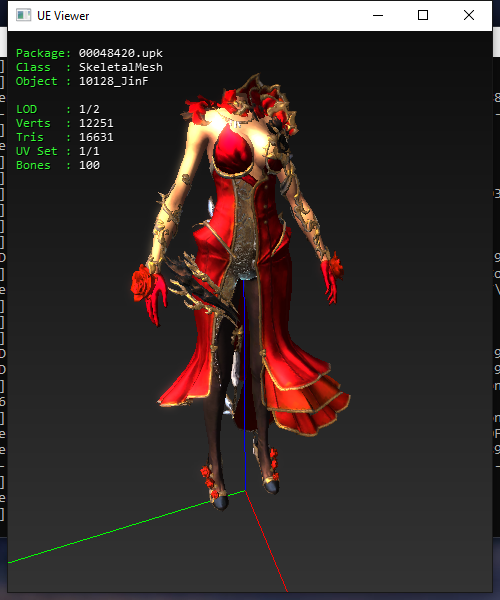 UE Viewer
Package: 00048420.upk
Class  : SkeletalMesh
Object : 10128_JinF
LOD    : 1/2
Verts  : 12251
Tris   : 16631
UV Set : 1/1
Bones  : 100